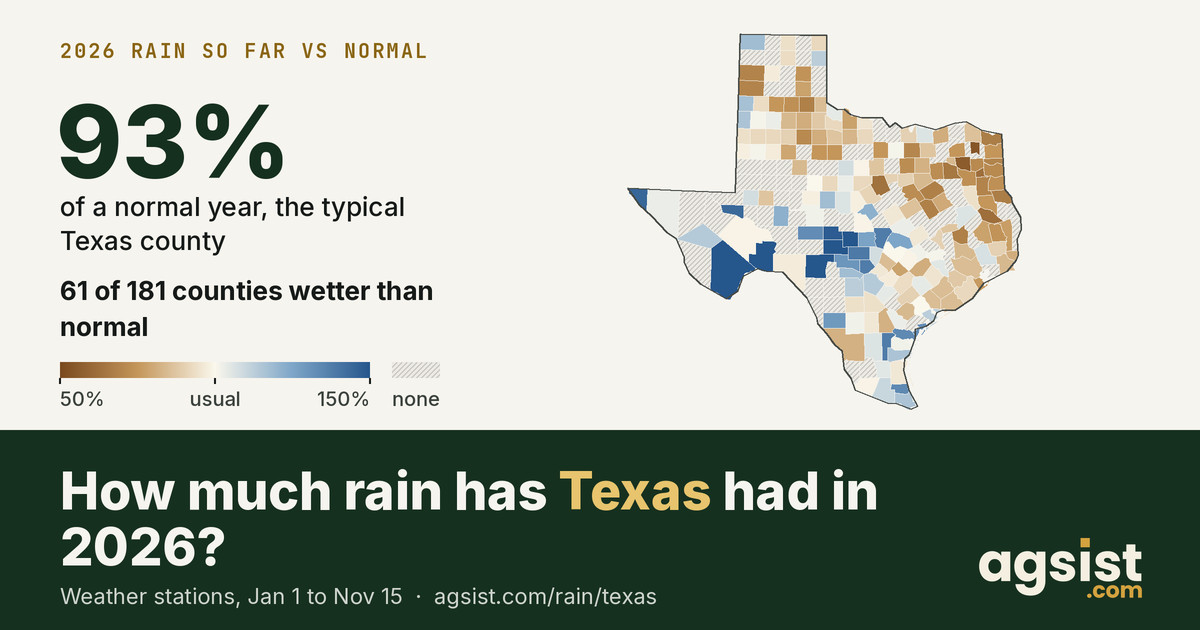 2026 RAIN SO FAR VS NORMAL
93%
of a normal year, the typical
Texas county
61 of 181 counties wetter than
normal
50% usual 150% none
How much rain has Texas had in
2026?
Weather stations, Jan 1 to Nov 15 · agsist.com/rain/texas
agsist
.com